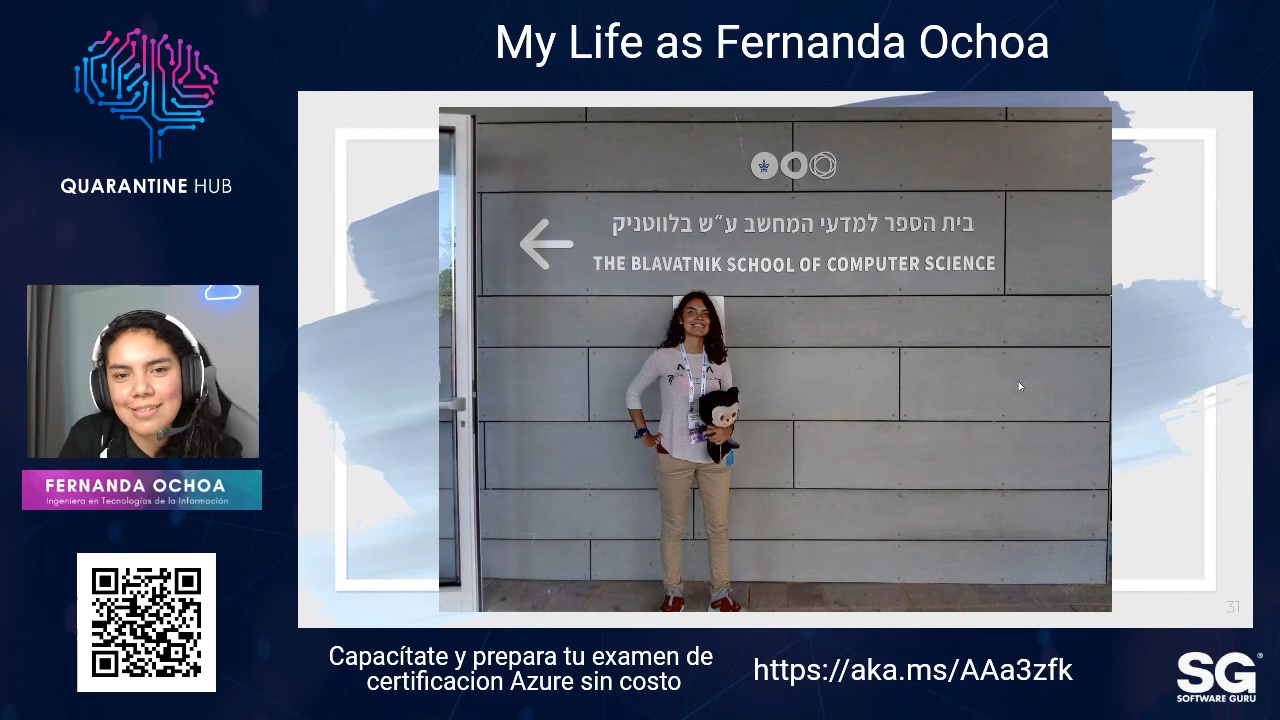 My Life as Fernanda Ochoa
QUARANTINE HUB
בית הספר למדעי המחשב ע״ש בלווטניק
THE BLAVATNIK SCHOOL OF COMPUTER SCIENCE
FERNANDA OCHOA
Ingeniera en Tecnologías de la Información
31
Capacítate y prepara tu examen de
certificacion Azure sin costo
https://aka.ms/AAa3zfk
SG
SOFTWARE GURU